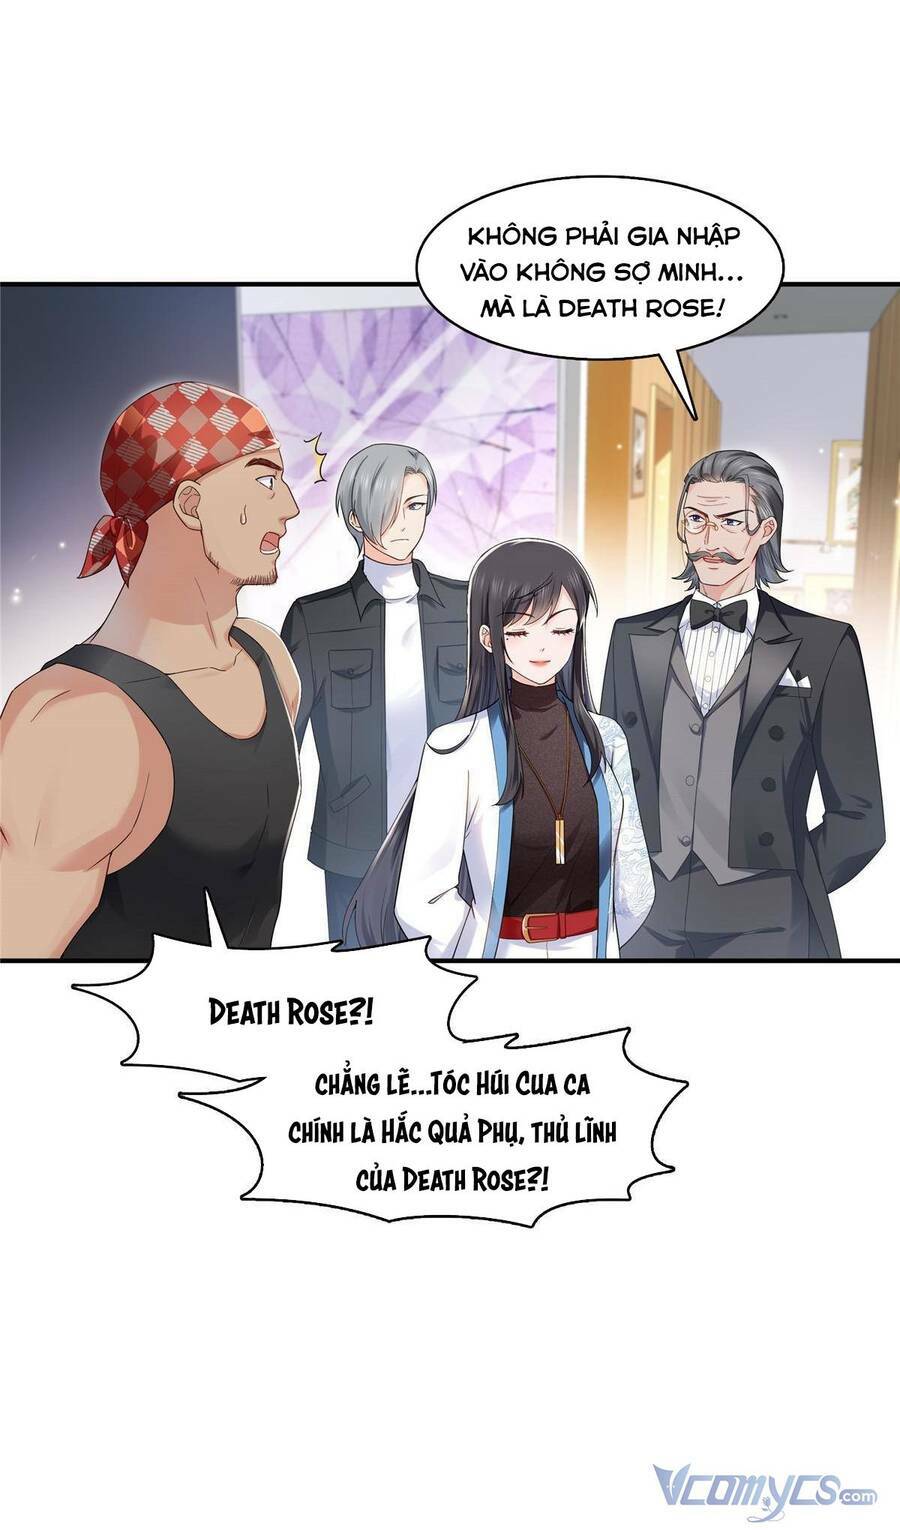 KHÔNG PHẢI GIA NHẬP
VÀO KHÔNG SỢ MINH...
MÀ LÀ DEATH ROSE!
DEATH ROSE?!
CHẲNG LẼ...TÓC HÚI CUA CA
CHÍNH LÀ HẮC QUẢ PHỤ, THỦ LĨNH
CỦA DEATH ROSE?!
VCOMYCS.com